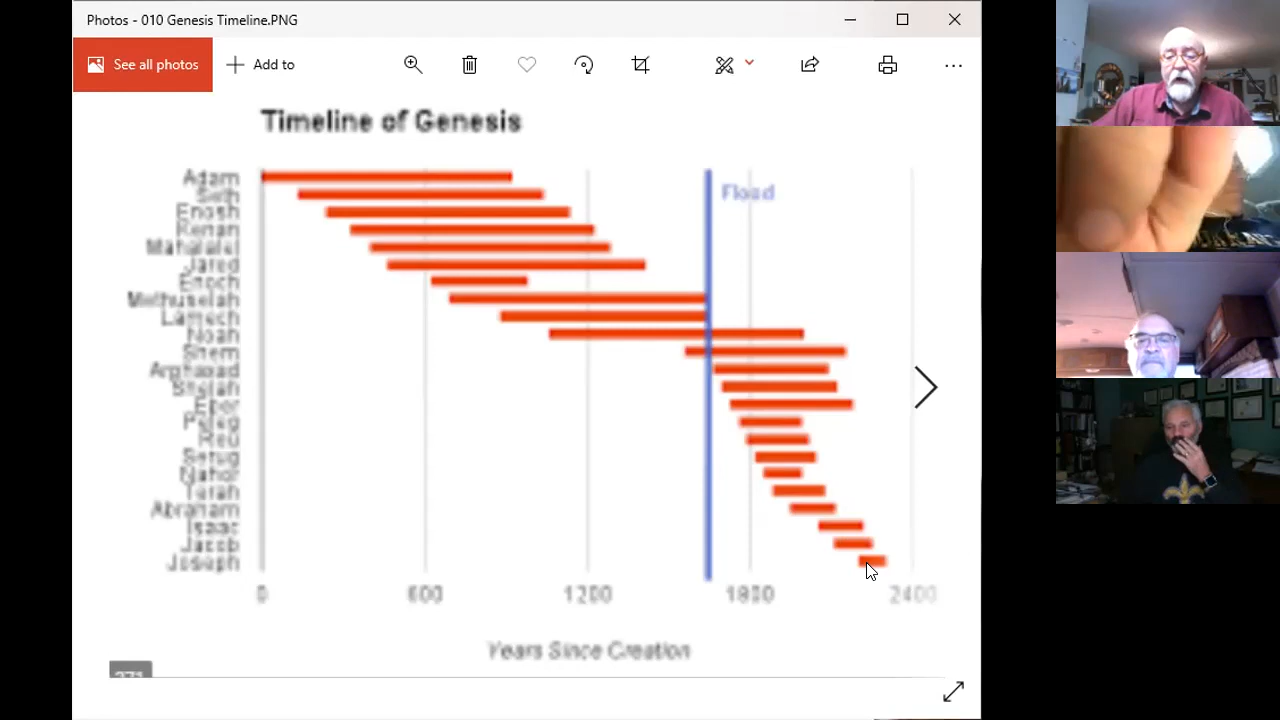 Photos - 010 Genesis Timeline.PNG
See all photos
Add to
Timeline of Genesis
Adam
Seth
Enosh
Kenan
Mahalalel
Jared
Enoch
Methuselah
Lamech
Noah
Shem
Arphaxad
Shelah
Eber
Peleg
Reu
Serug
Nahor
Terah
Abraham
Isaac
Jacob
Joseph
Flood
0 600 1200 1800 2400
Years Since Creation